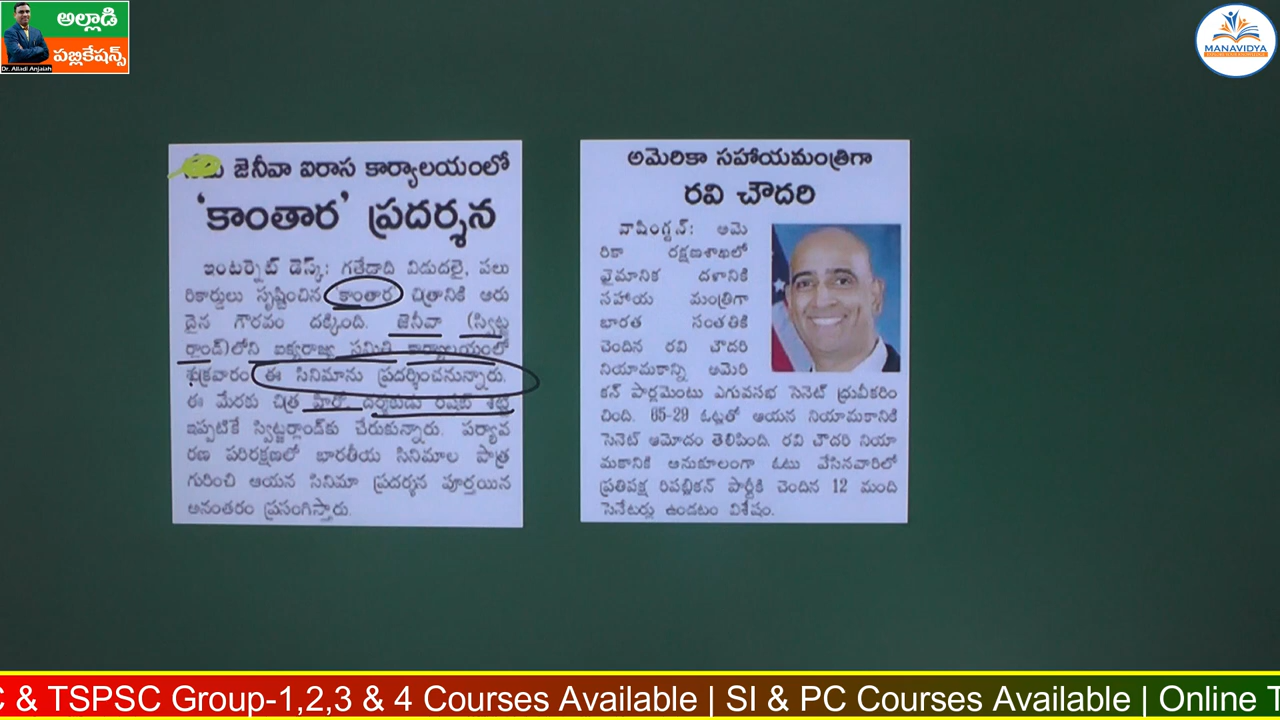 అల్లాడి
పబ్లికేషన్స్
Dr. Alladi Anjaiah
MANAVIDYA
జెనీవా ఐరాస కార్యాలయంలో
'కాంతార' ప్రదర్శన
ఇంటర్నెట్ డెస్క్: గతేడాది విడుదలై, పలు
రికార్డులు సృష్టించిన 'కాంతార' చిత్రానికి అరు
దైన గౌరవం దక్కింది. జెనీవా (స్విట్జ
ర్లాండ్)లోని ఐక్యరాజ్య సమితి కార్యాలయంలో
శుక్రవారం ఈ సినిమాను ప్రదర్శించనున్నారు.
ఈ మేరకు చిత్ర హీరో, దర్శకుడు రిషబ్ శెట్టి
ఇప్పటికే స్విట్జర్లాండ్‌కు చేరుకున్నారు. పర్యావ
రణ పరిరక్షణలో భారతీయ సినిమాల పాత్ర
గురించి ఆయన సినిమా ప్రదర్శన పూర్తయిన
అనంతరం ప్రసంగిస్తారు.
అమెరికా సహాయమంత్రిగా
రవి చౌదరి
వాషింగ్టన్: అమె
రికా రక్షణశాఖలో
వైమానిక దళానికి
సహాయ మంత్రిగా
భారత సంతతికి
చెందిన రవి చౌదరి
నియామకాన్ని అమెరి
కన్ పార్లమెంటు ఎగువసభ సెనెట్ ధ్రువీకరిం
చింది. 65-29 ఓట్లతో ఆయన నియామకానికి
సెనెట్ ఆమోదం తెలిపింది. రవి చౌదరి నియా
మకానికి అనుకూలంగా ఓటు వేసినవారిలో
ప్రతిపక్ష రిపబ్లికన్ పార్టీకి చెందిన 12 మంది
సెనేటర్లు ఉండటం విశేషం.
C & TSPSC Group-1,2,3 & 4 Courses Available | SI & PC Courses Available | Online T